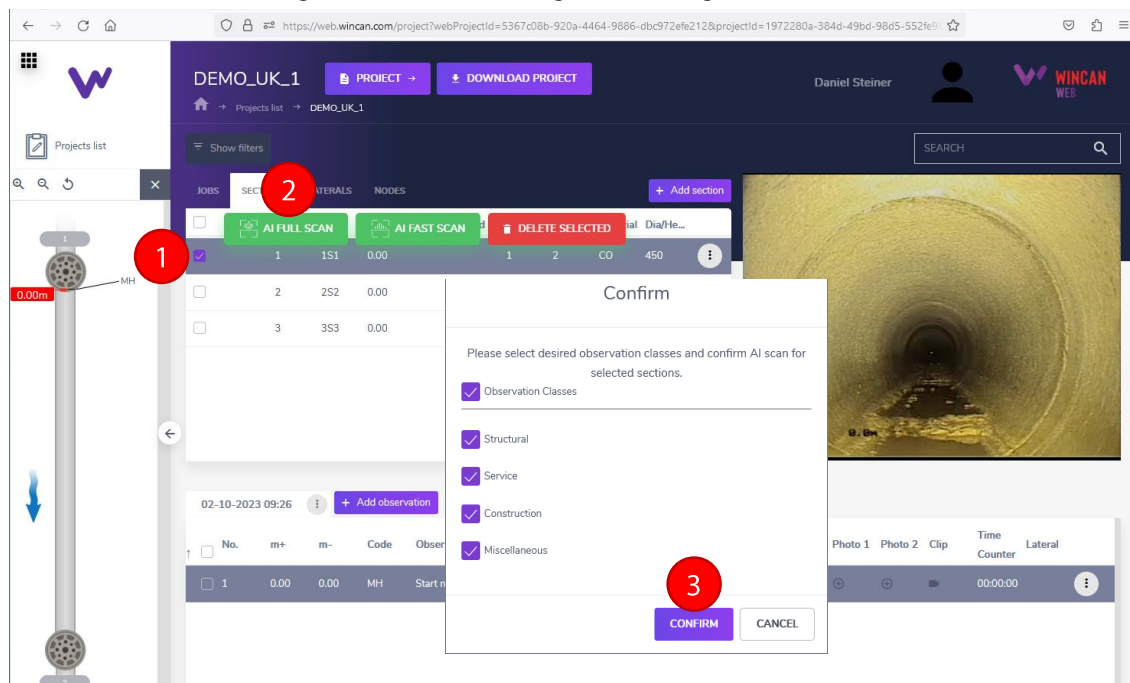 https://web.wincan.com/project?webProjectId=5367c08b-920a-4464-9886-dbc972efe212&projectId=1972280a-384d-49bd-98d5-552fe9
DEMO_UK_1
PROJECT →
DOWNLOAD PROJECT
Daniel Steiner
WINCAN
WEB
→ Projects list → DEMO_UK_1
Projects list
Show filters
SEARCH
JOBS
NODES
+ Add section
2
AI FULL SCAN
AI FAST SCAN
DELETE SELECTED
Dia/He...
1
1
1 1S1 0.00 1 2 CO 450
MH
0.00m
2 2S2 0.00
3 3S3 0.00
Confirm
Please select desired observation classes and confirm AI scan for
selected sections.
Observation Classes
Structural
Service
Construction
Miscellaneous
3
CONFIRM
CANCEL
0.0m
02-10-2023 09:26
+ Add observation
↑ No. m+ m- Code Photo 1 Photo 2 Clip Time Counter Lateral
1 0.00 0.00 MH Start 00:00:00